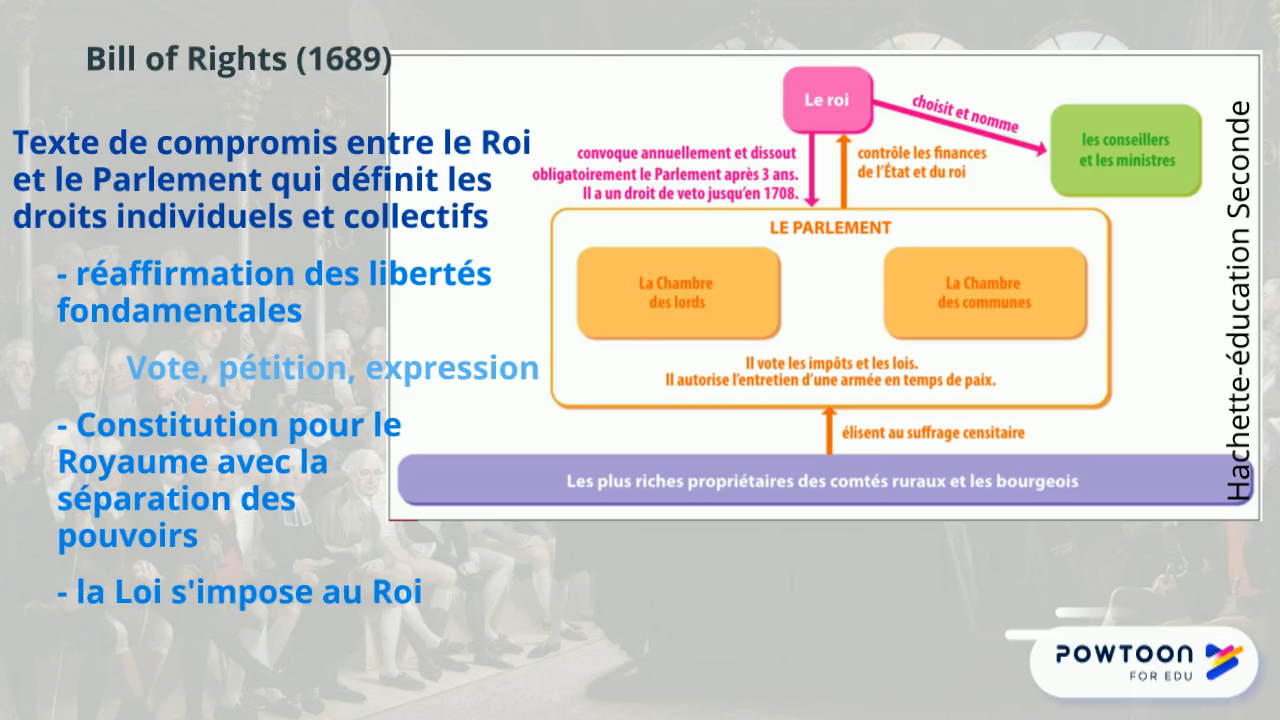 Bill of Rights (1689)
Texte de compromis entre le Roi
et le Parlement qui définit les
droits individuels et collectifs
- réaffirmation des libertés
fondamentales
Vote, pétition, expression
- Constitution pour le
Royaume avec la
séparation des
pouvoirs
- la Loi s'impose au Roi
Le roi
choisit et nomme
les conseillers
et les ministres
convoque annuellement et dissout
obligatoirement le Parlement après 3 ans.
Il a un droit de veto jusqu'en 1708.
contrôle les finances
de l'État et du roi
LE PARLEMENT
La Chambre
des lords
La Chambre
des communes
Il vote les impôts et les lois.
Il autorise l'entretien d'une armée en temps de paix.
élisent au suffrage censitaire
Les plus riches propriétaires des comtés ruraux et les bourgeois
Hachette-éducation Seconde
POWTOON
FOR EDU